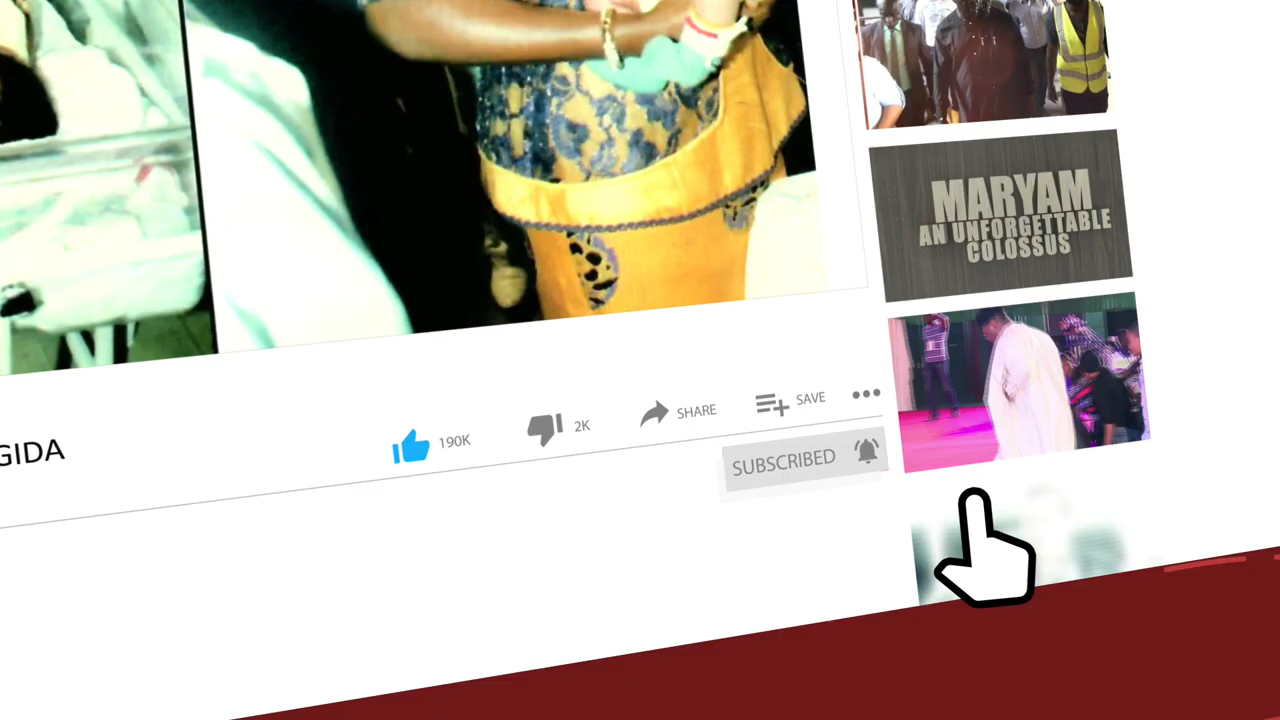 MARYAM
AN UNFORGETTABLE
COLOSSUS
GIDA
190K
2K
SHARE
SAVE
SUBSCRIBED